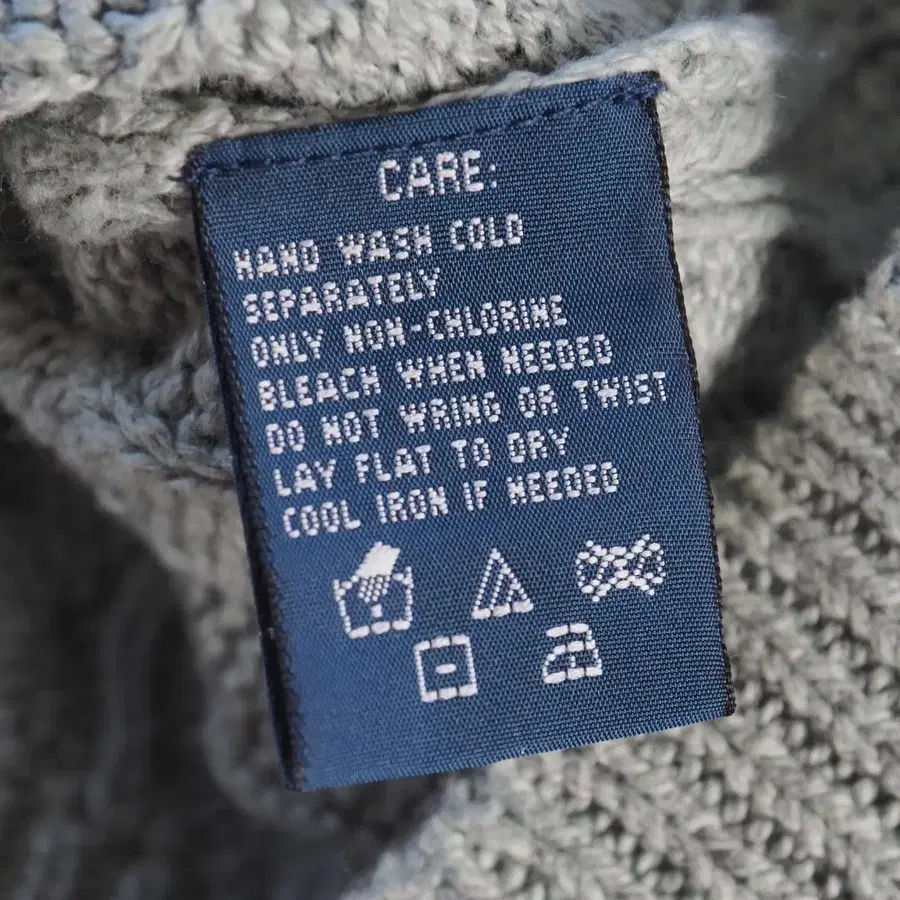 CARE:
HAND WASH COLD
SEPARATELY
ONLY NON-CHLORINE
BLEACH WHEN NEEDED
DO NOT WRING OR TWIST
LAY FLAT TO DRY
COOL IRON IF NEEDED